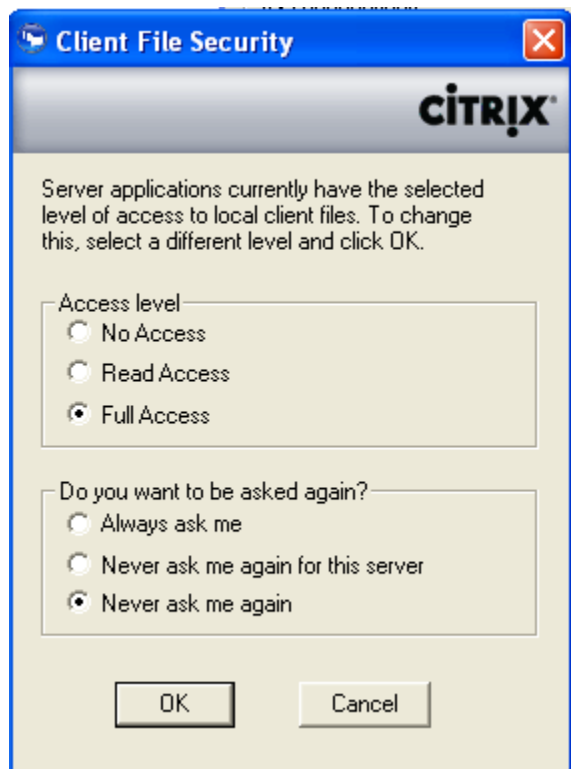 Client File Security
CiTRIX
Server applications currently have the selected
level of access to local client files. To change
this, select a different level and click OK.
Access level
No Access
Read Access
Full Access
Do you want to be asked again?
Always ask me
Never ask me again for this server
Never ask me again
OK
Cancel